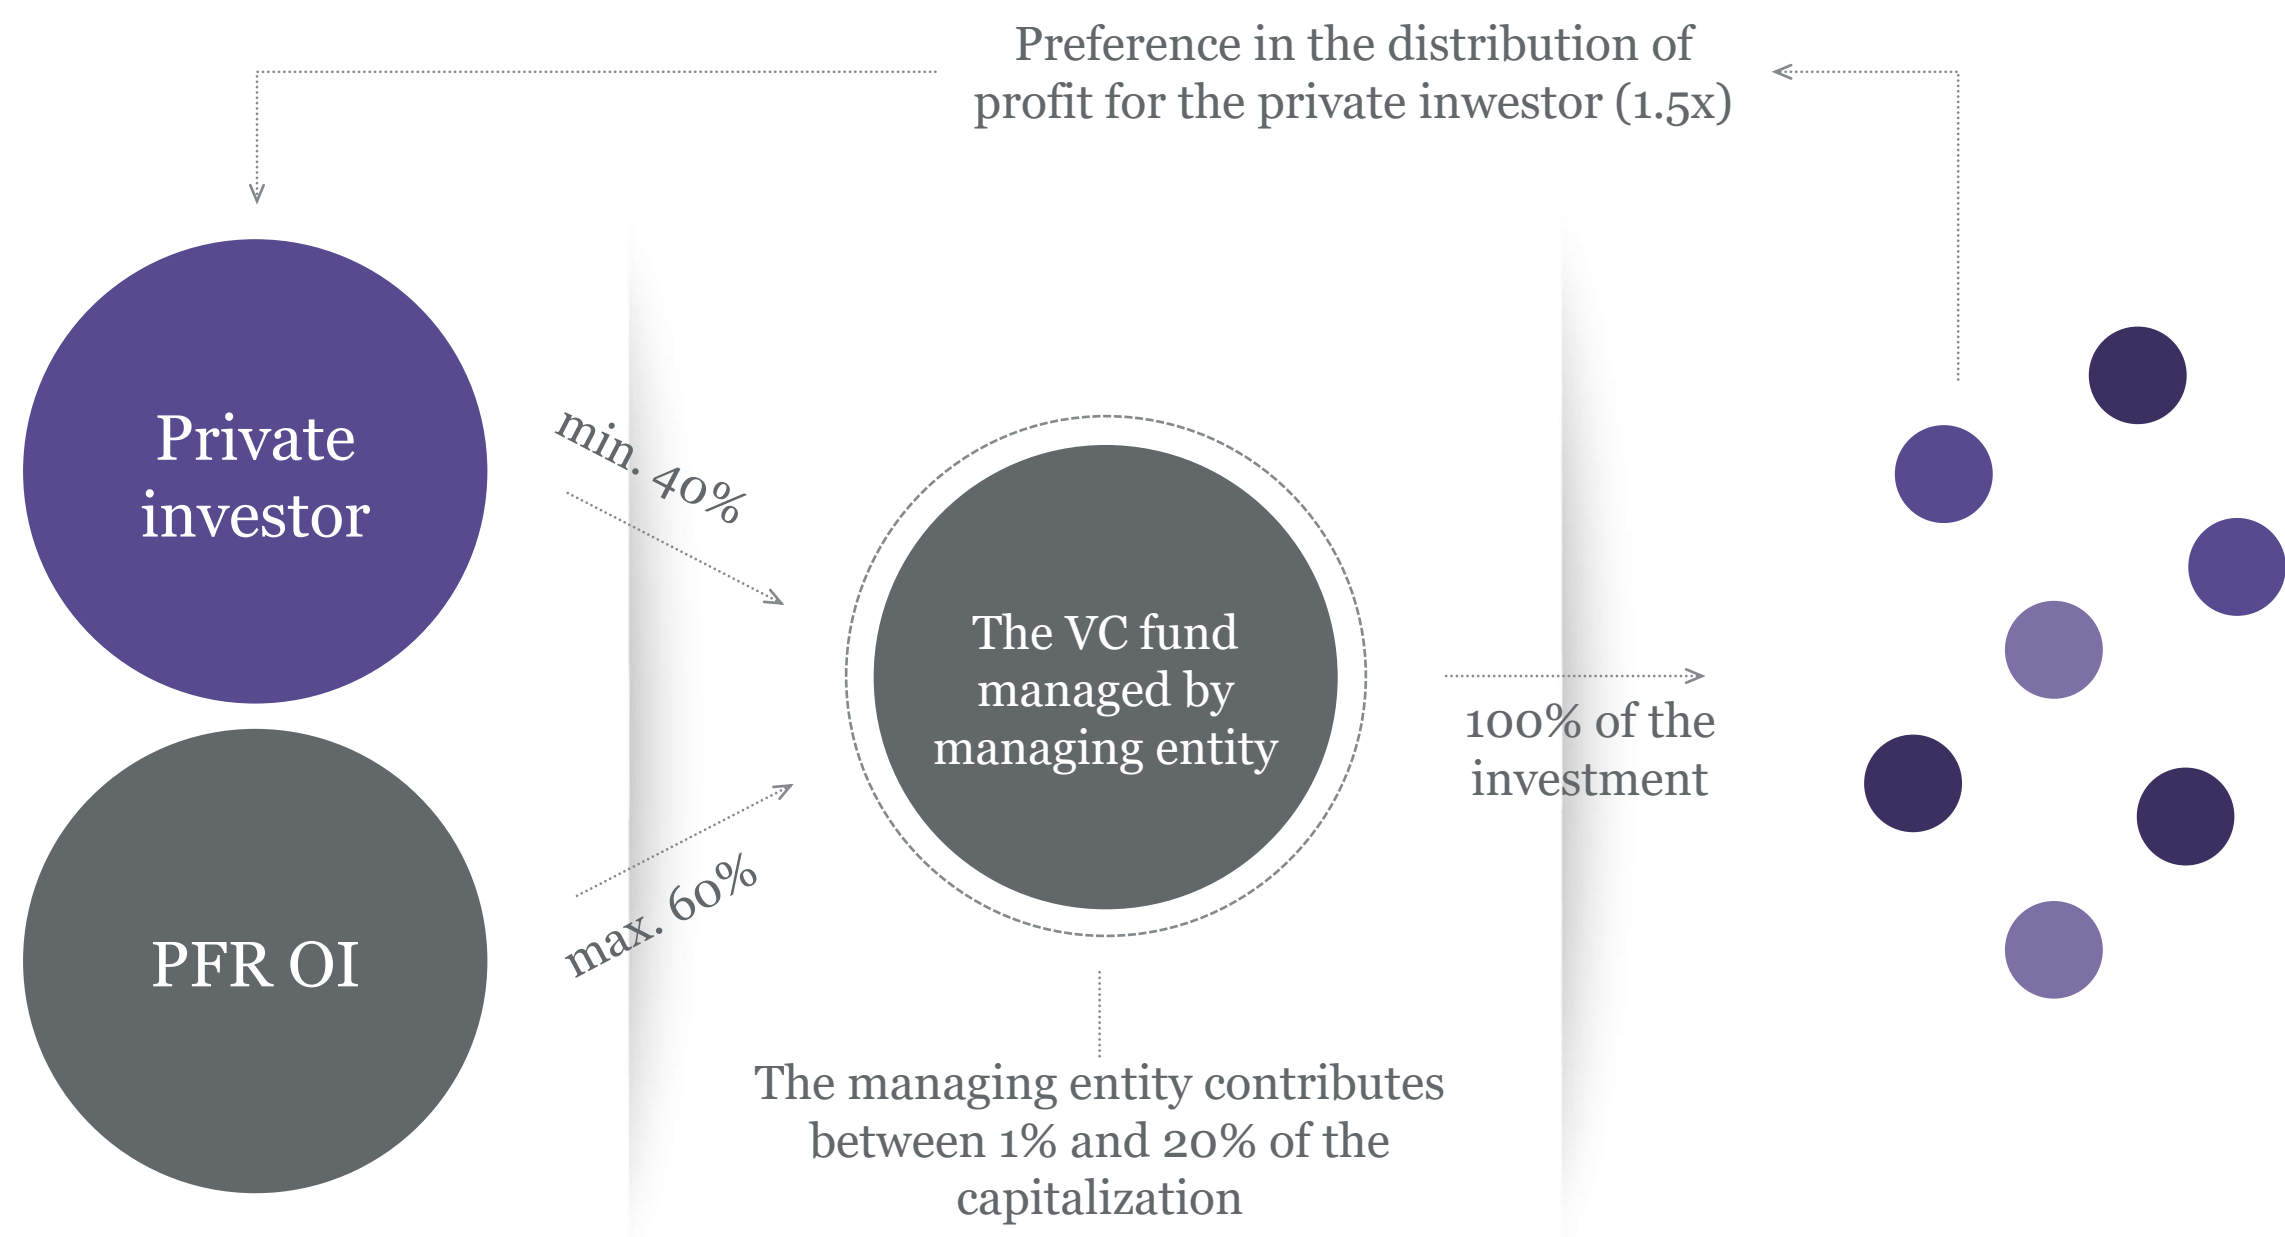 Preference in the distribution of
profit for the private inwestor (1.5x)
Private
investor
min. 40%
The VC fund
managed by
managing entity
100% of the
investment
max. 60%
PFR OI
The managing entity contributes
between 1% and 20% of the
capitalization